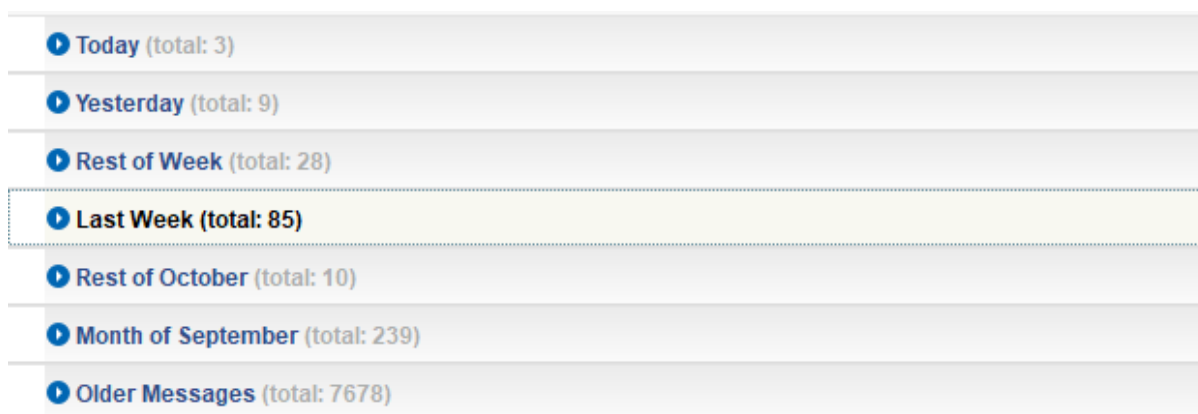 Today (total: 3)
Yesterday (total: 9)
Rest of Week (total: 28)
Last Week (total: 85)
Rest of October (total: 10)
Month of September (total: 239)
Older Messages (total: 7678)